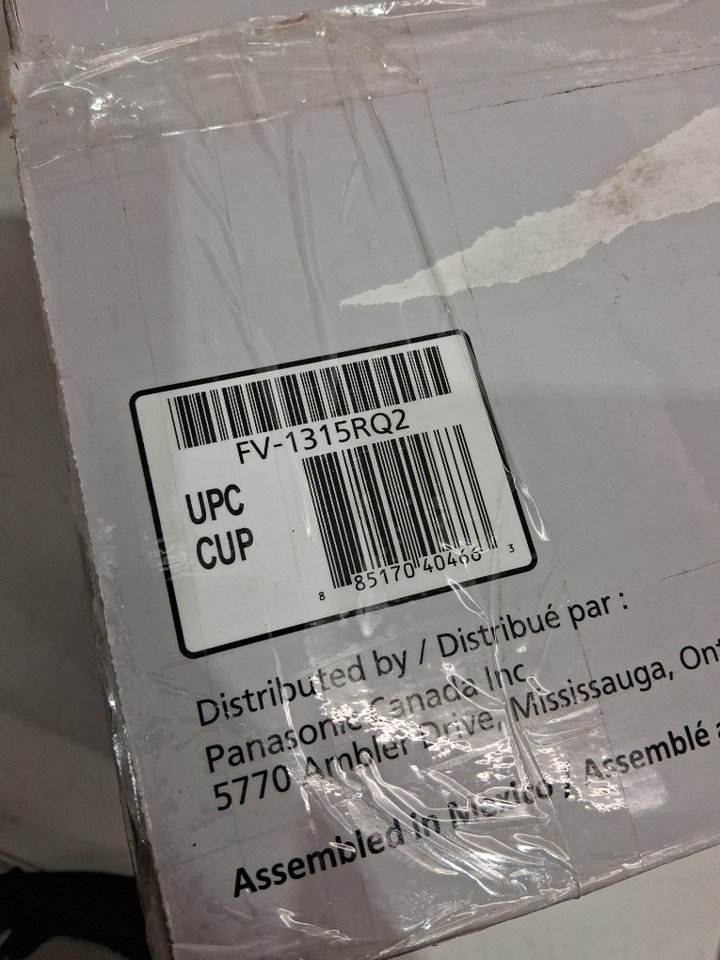 FV-1315RQ2
UPC
CUP
8 85170 40466 3
Distributed by / Distribué par :
Panasonic Canada Inc
5770 Ambler Drive, Mississauga, Ont
Assembled in Mexico / Assemblé a